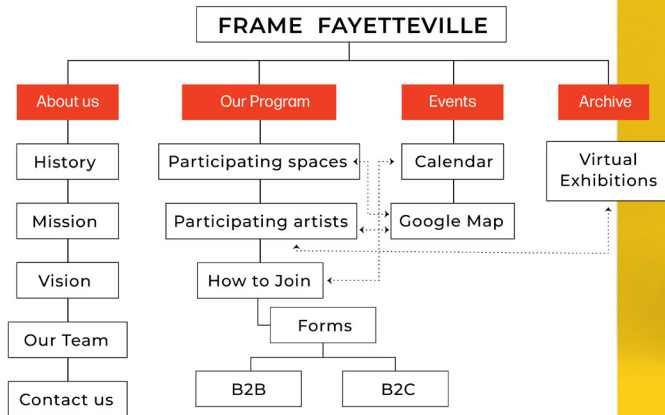 FRAME FAYETTEVILLE
About us
Our Program
Events
Archive
History
Participating spaces
Calendar
Virtual
Exhibitions
Mission
Participating artists
Google Map
Vision
How to Join
Our Team
Forms
Contact us
B2B
B2C